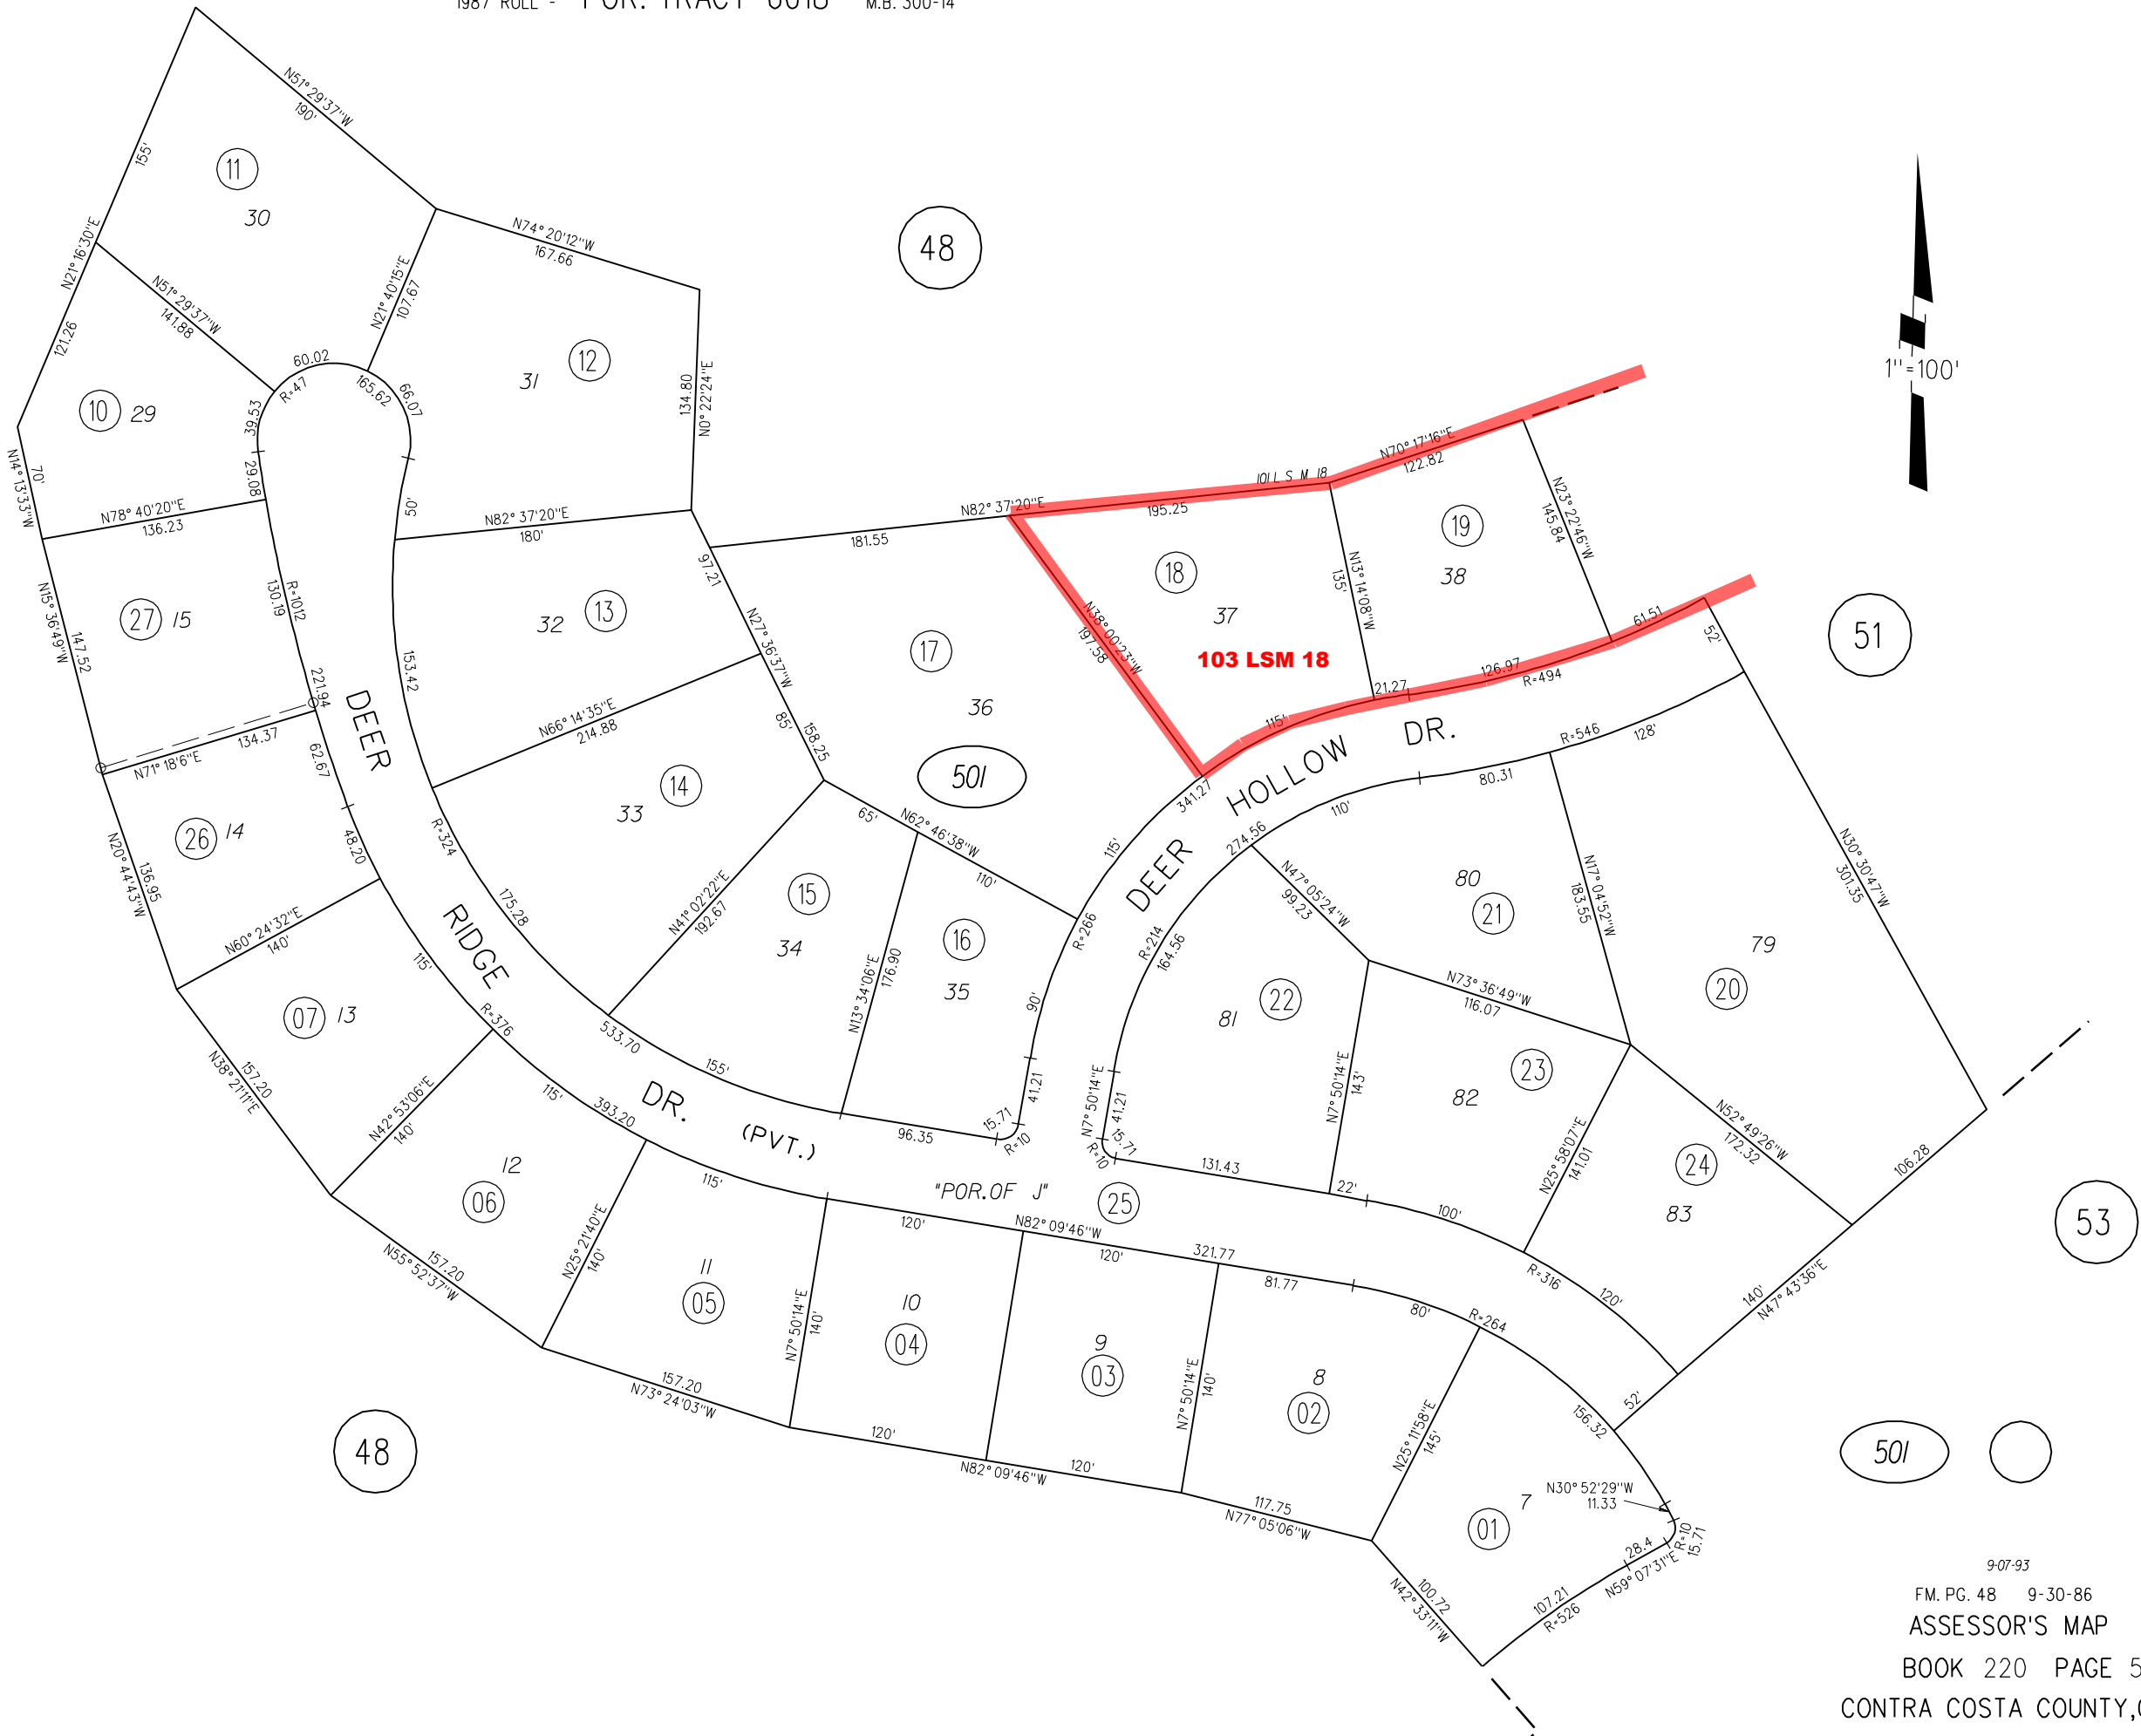 1987 ROLL - POR. TRACT 6618 M.B. 300-14
N51°29'37"W
190'
155'
11
30
N21°16'30"E
N74°20'12"W
167.66
48
N51°29'37"W
141.88
N21°40'15"E
107.67
121.26
60.02
R=47
165.62
66.07
12
31
134.80
N0°22'24"E
1"=100'
10
29
39.53
29.08
50'
70'
N14°13'33"W
N78°40'20"E
136.23
N82°37'20"E
180'
N82°37'20"E
181.55
101 L S M 18
195.25
N70°17'16"E
122.82
N23°22'46"W
145.84
19
38
18
37
103 LSM 18
N13°14'08"W
135'
N38°00'23"W
197.58
61.51
52'
51
97.21
N27°36'37"W
85'
158.25
13
32
17
36
501
27
15
N15°36'49"W
147.52
R=1012
130.19
221.94
153.42
N66°14'35"E
214.88
134.37
N71°18'6"E
62.67
DEER
RIDGE
DR.
(PVT.)
21.27
126.97
R=494
115'
DEER HOLLOW DR.
R=546
128'
80.31
110'
341.27
274.56
14
33
26
14
N20°44'43"W
136.95
48.20
R=324
65'
N62°46'38"W
110'
115'
R=266
R=214
164.56
N47°05'24"W
99.23
80
21
N17°04'52"W
183.55
79
20
N30°30'47"W
301.35
175.28
N41°02'22"E
192.67
15
34
16
35
N13°34'06"E
176.90
90'
N60°24'32"E
140'
115'
07
13
R=376
533.70
155'
22
81
N73°36'49"W
116.07
N7°50'14"E
143'
23
82
N38°21'11"E
157.20
N42°53'06"E
140'
115'
393.20
41.21
15.71
R=10
96.35
N7°50'14"E
41.21
15.71
R=10
131.43
22'
100'
N25°58'07"E
141.01
N52°49'26"W
172.32
24
83
106.28
53
12
06
115'
"POR.OF J"
25
N82°09'46"W
120'
120'
321.77
81.77
R=316
120'
140'
N47°43'36"E
N55°52'37"W
157.20
N25°21'40"E
140'
11
05
N7°50'14"E
140'
10
04
9
03
N7°50'14"E
140'
8
02
80'
R=264
156.32
52'
157.20
N73°24'03"W
120'
N82°09'46"W
120'
117.75
N77°05'06"W
N25°11'58"E
145'
48
501
7
01
N30°52'29"W
11.33
R=10
15.71
28.4
N59°07'31"E
107.21
R=526
100.72
N42°33'11"W
9-07-93
FM. PG. 48 9-30-86
ASSESSOR'S MAP
BOOK 220 PAGE 5
CONTRA COSTA COUNTY,